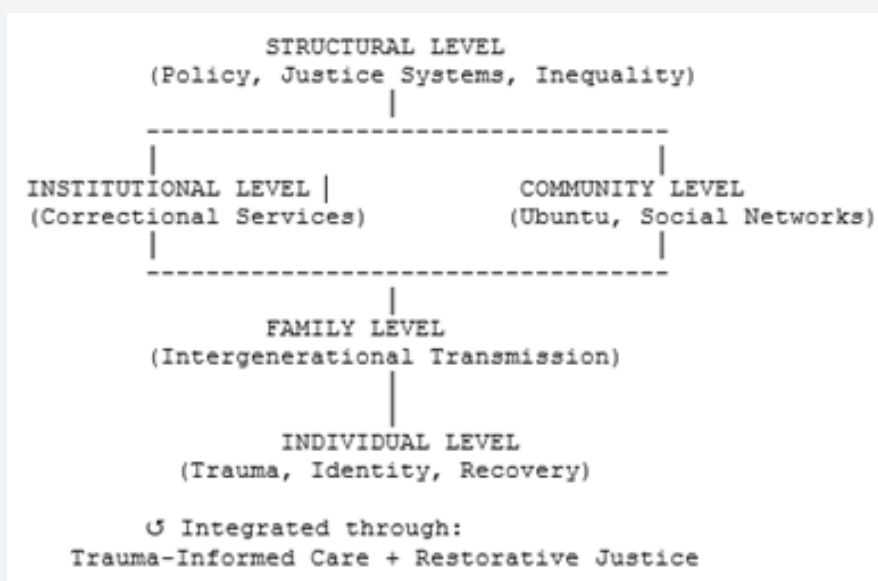 STRUCTURAL LEVEL
(Policy, Justice Systems, Inequality)
INSTITUTIONAL LEVEL | COMMUNITY LEVEL
(Correctional Services) (Ubuntu, Social Networks)
FAMILY LEVEL
(Intergenerational Transmission)
INDIVIDUAL LEVEL
(Trauma, Identity, Recovery)
↺ Integrated through:
Trauma-Informed Care + Restorative Justice